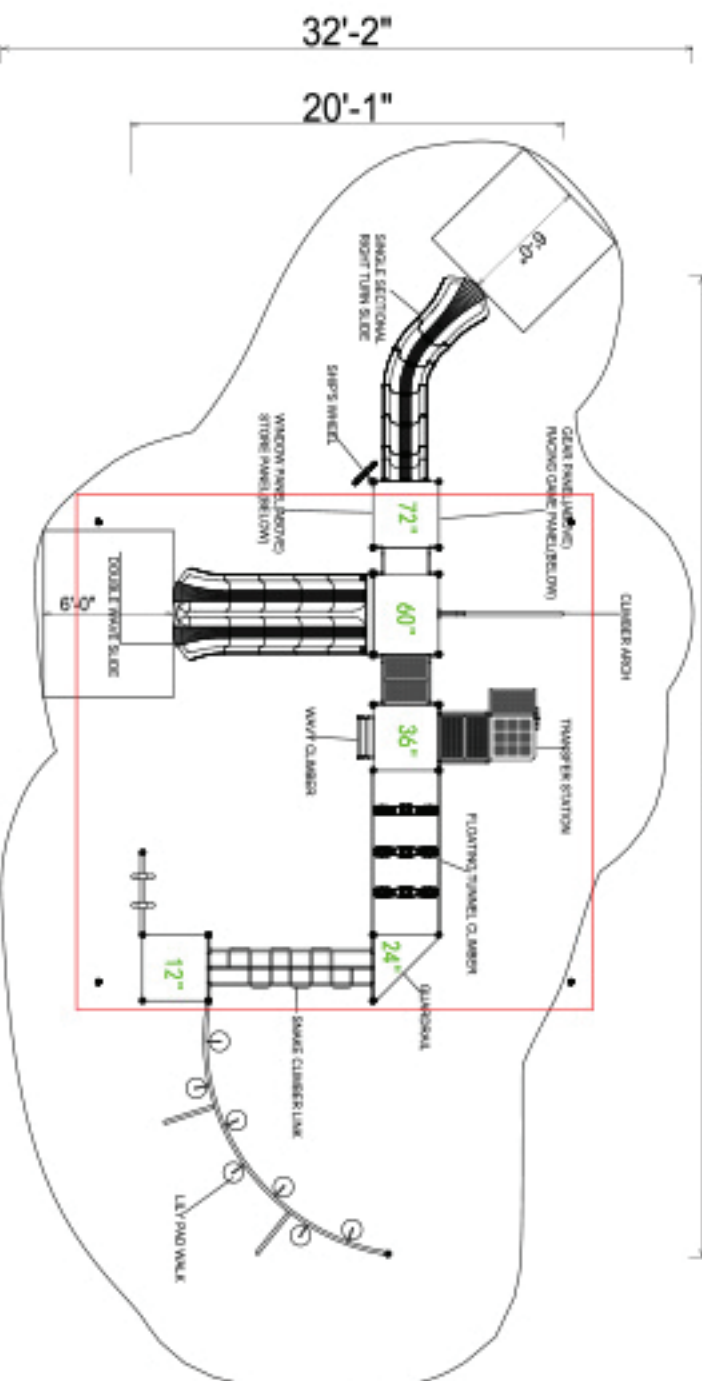 32'-2"
20'-1"
6'-0"
SINGLE SECTIONAL
RIGHT TURN SLIDE
SHIPS WHEEL
WINDOW PANEL(ABOVE)
STORE PANEL(BELOW)
GEAR PANEL(ABOVE)
RACING GAME PANEL(BELOW)
72"
60"
CLIMBER ARCH
DOUBLE WAVE SLIDE
6'-0"
36"
WAVY CLIMBER
TRANSFER STATION
FLOATING TUNNEL CLIMBER
24"
GUARDRAIL
12"
SNAKE CLIMBER LINK
LILY PAD WALK